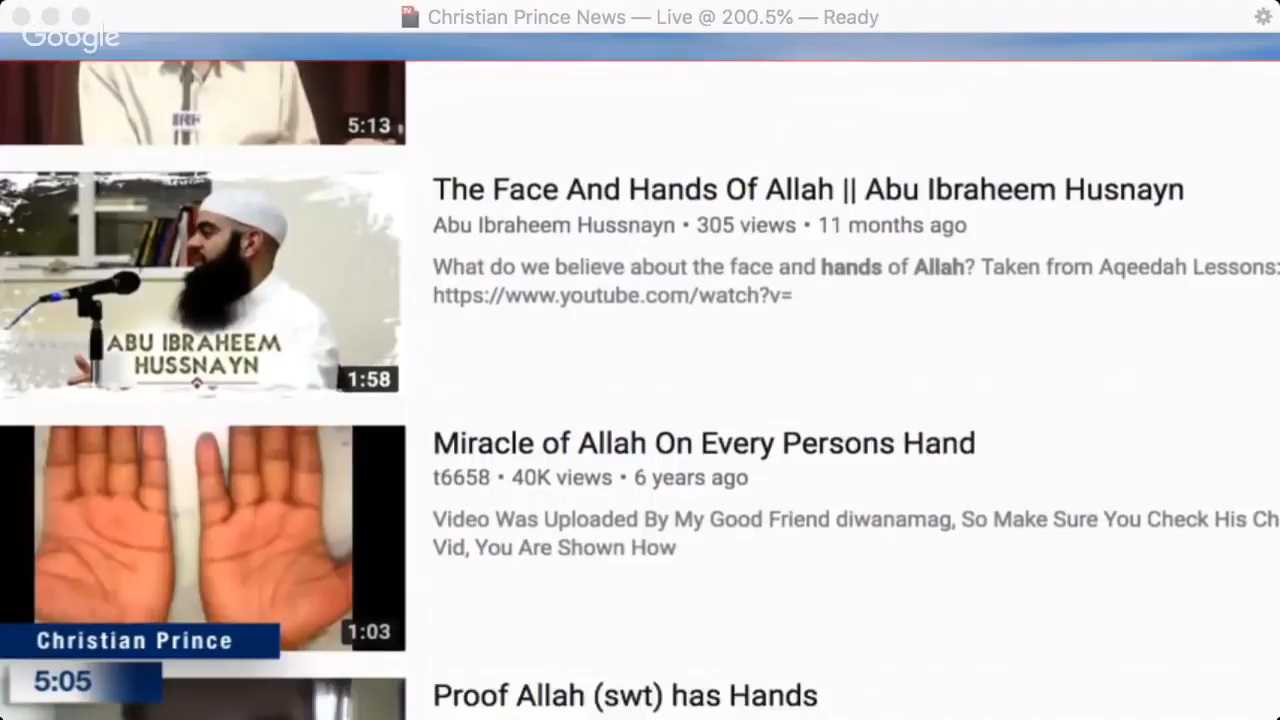 Christian Prince News — Live @ 200.5% — Ready
Google
5:13
The Face And Hands Of Allah || Abu Ibraheem Husnayn
Abu Ibraheem Hussnayn • 305 views • 11 months ago
What do we believe about the face and hands of Allah? Taken from Aqeedah Lessons:
https://www.youtube.com/watch?v=
ABU IBRAHEEM
HUSSNAYN
1:58
Miracle of Allah On Every Persons Hand
t6658 • 40K views • 6 years ago
Video Was Uploaded By My Good Friend diwanamag, So Make Sure You Check His Ch
Vid, You Are Shown How
1:03
Christian Prince
5:05
Proof Allah (swt) has Hands